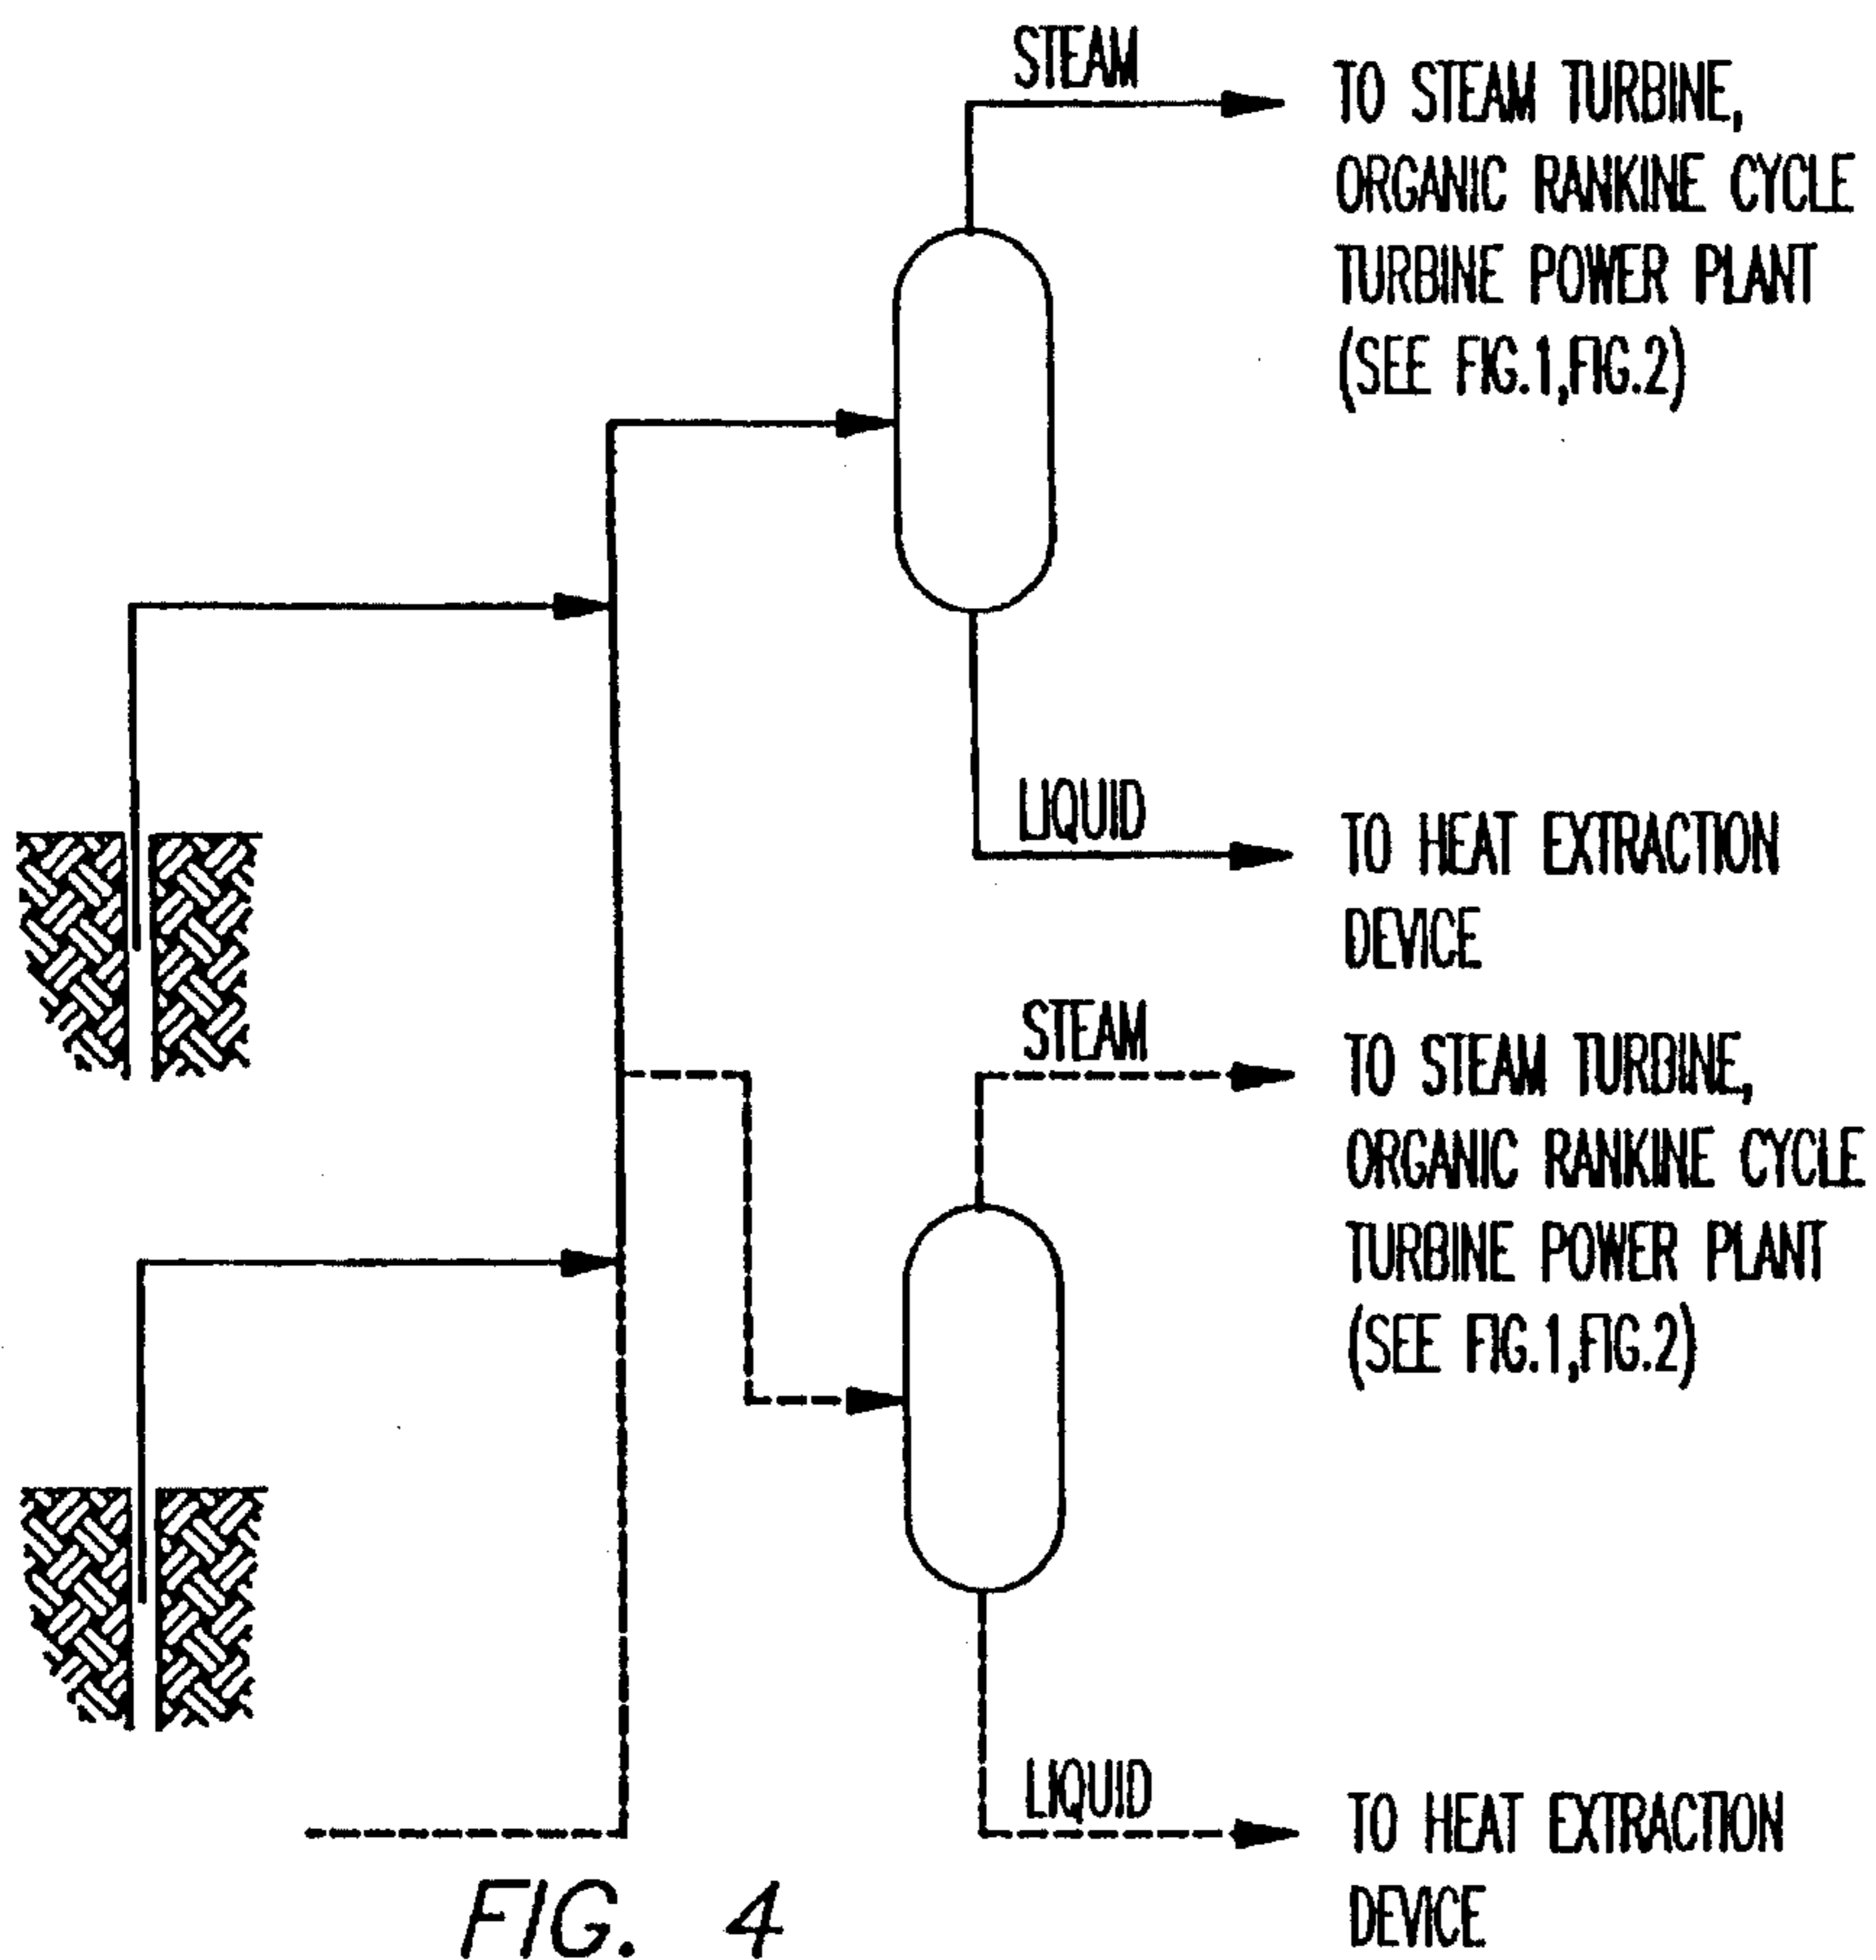 STEAM
TO STEAM TURBINE,
ORGANIC RANKINE CYCLE
TURBINE POWER PLANT
(SEE FIG.1,FIG.2)
LIQUID
TO HEAT EXTRACTION
DEVICE
STEAM
TO STEAM TURBINE,
ORGANIC RANKINE CYCLE
TURBINE POWER PLANT
(SEE FIG.1,FIG.2)
LIQUID
TO HEAT EXTRACTION
DEVICE
FIG. 4